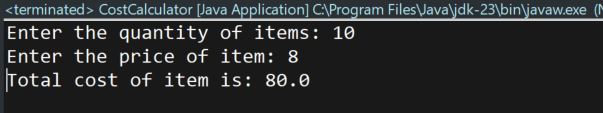 <terminated> CostCalculator [Java Application] C:\Program Files\Java\jdk-23\bin\javaw.exe
Enter the quantity of items: 10
Enter the price of item: 8
Total cost of item is: 80.0